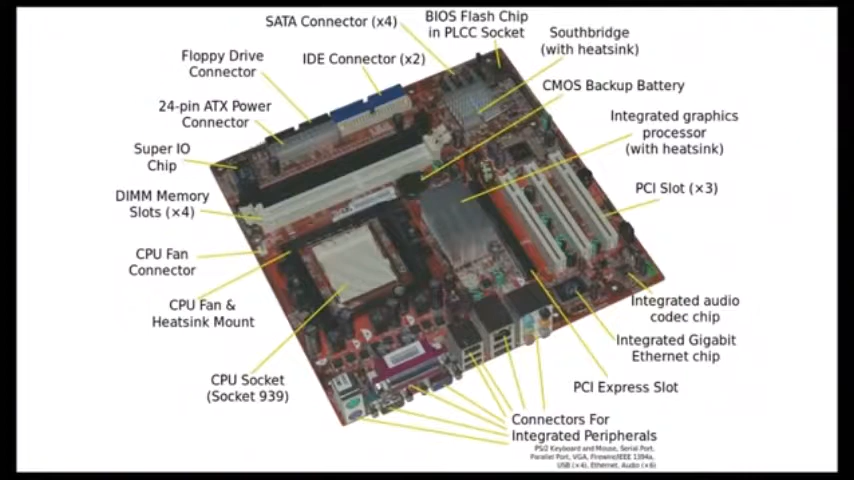 SATA Connector (x4)
BIOS Flash Chip
in PLCC Socket
Southbridge
(with heatsink)
Floppy Drive
Connector
IDE Connector (x2)
CMOS Backup Battery
24-pin ATX Power
Connector
Integrated graphics
processor
(with heatsink)
Super IO
Chip
PCI Slot (×3)
DIMM Memory
Slots (×4)
CPU Fan
Connector
CPU Fan &
Heatsink Mount
Integrated audio
codec chip
Integrated Gigabit
Ethernet chip
CPU Socket
(Socket 939)
PCI Express Slot
Connectors For
Integrated Peripherals
PS/2 Keyboard and Mouse, Serial Port,
Parallel Port, VGA, Firewire/IEEE 1394a,
USB (×4), Ethernet, Audio (×6)